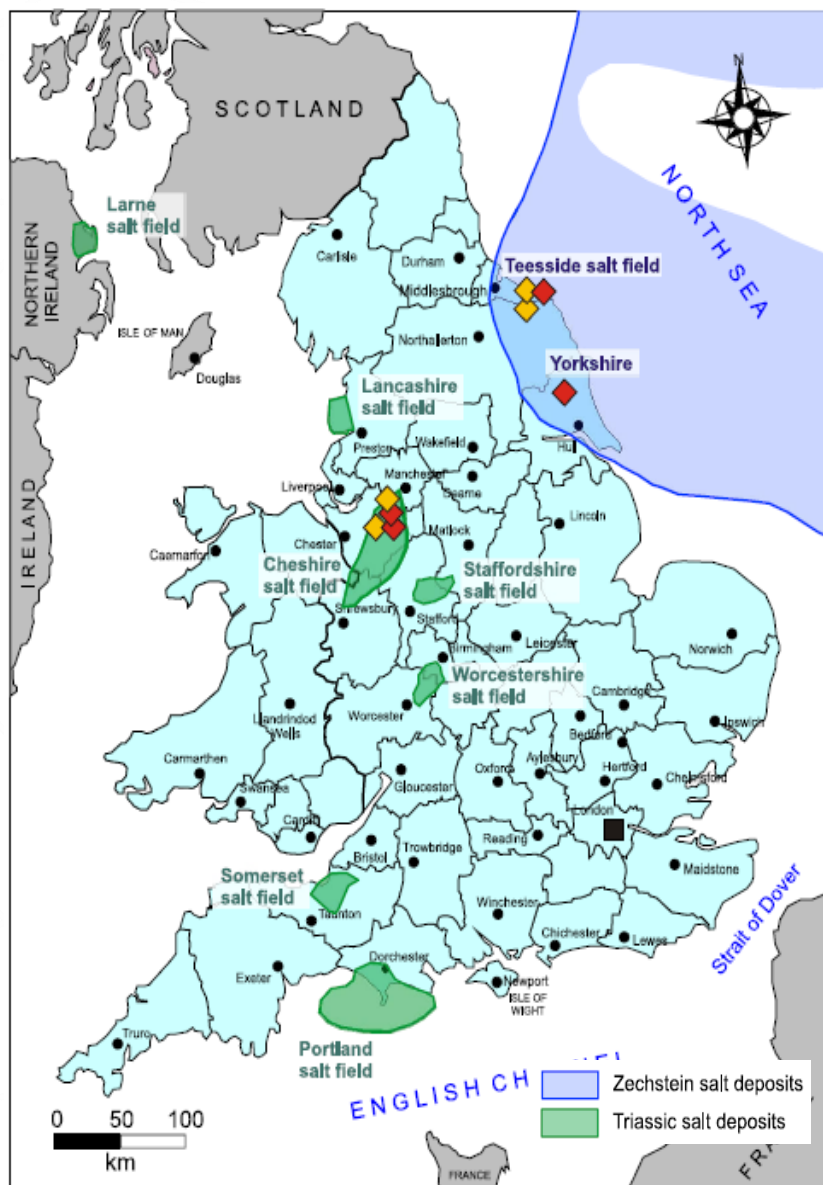 SCOTLAND
N
NORTH SEA
Larne
salt field
NORTHERN
IRELAND
Carlisle
Durham
Teesside salt field
Middlesbrough
ISLE OF MAN
Northallerton
Douglas
Yorkshire
Lancashire
salt field
Preston
Wakefield
Hull
Liverpool
Manchester
Lincoln
Chester
Matlock
Caernarfon
IRELAND
Cheshire
salt field
Staffordshire
salt field
Shrewsbury
Stafford
Leicester
Norwich
Birmingham
Worcestershire
salt field
Cambridge
Worcester
Llandrindod
Wells
Ipswich
Bedford
Carmarthen
Aylesbury
Hertford
Oxford
Chelmsford
Swansea
Gloucester
London
Cardiff
Reading
Bristol
Trowbridge
Maidstone
Somerset
salt field
Strait of Dover
Taunton
Winchester
Chichester
Lewes
Dorchester
Exeter
Newport
ISLE OF
WIGHT
Truro
Portland
salt field
ENGLISH CH
Zechstein salt deposits
Triassic salt deposits
0 50 100
km
FRANCE